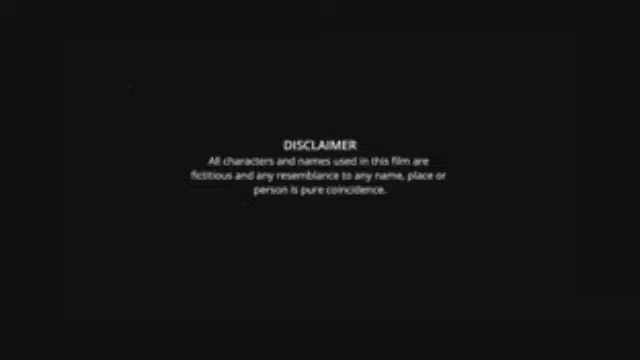 DISCLAIMER
All characters and names used in this film are
fictitious and any resemblance to any name, place or
person is pure coincidence.